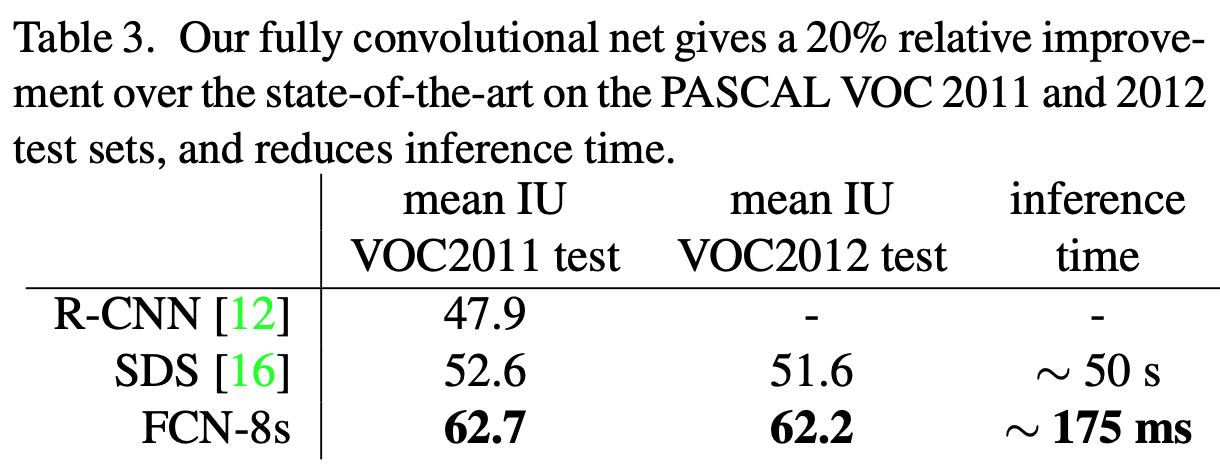 Table 3. Our fully convolutional net gives a 20% relative improve-
ment over the state-of-the-art on the PASCAL VOC 2011 and 2012
test sets, and reduces inference time.
mean IU mean IU inference
VOC2011 test VOC2012 test time
R-CNN [12] 47.9 - -
SDS [16] 52.6 51.6 ∼ 50 s
FCN-8s 62.7 62.2 ∼ 175 ms